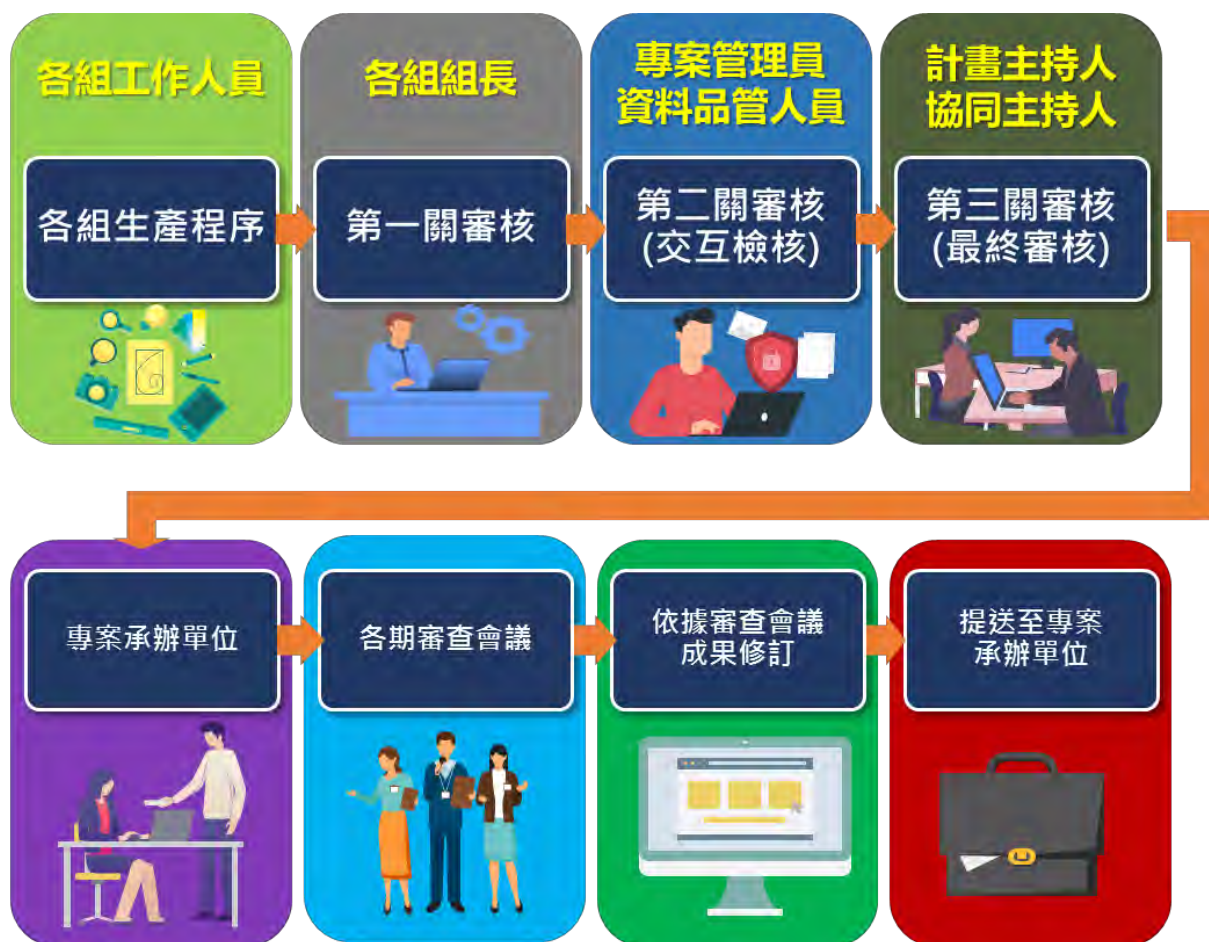 各組工作人員
各組生產程序
各組組長
第一關審核
專案管理員
資料品管人員
第二關審核
(交互檢核)
計畫主持人
協同主持人
第三關審核
(最終審核)
專案承辦單位
各期審查會議
依據審查會議
成果修訂
提送至專案
承辦單位